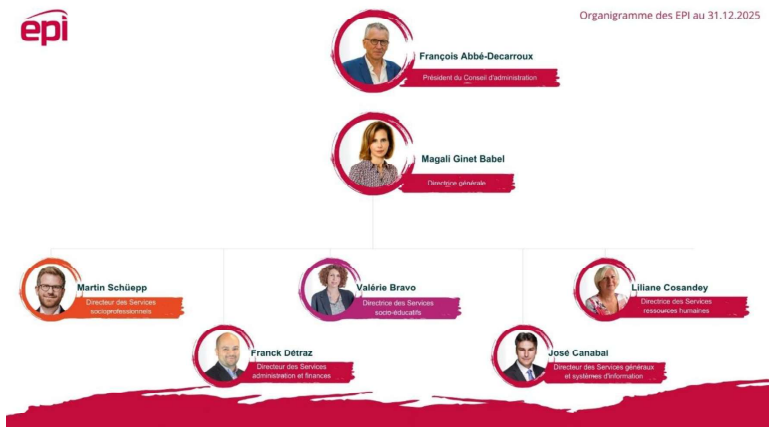 epi
Organigramme des EPI au 31.12.2025
François Abbé-Decarroux
Président du Conseil d'administration
Magali Ginet Babel
Directrice générale
Martin Schüepp
Directeur des Services
socioprofessionnels
Valérie Bravo
Directrice des Services
socio-éducatifs
Liliane Cosandey
Directrice des Services
ressources humaines
Franck Détraz
Directeur des Services
administration et finances
José Canabal
Directeur des Services généraux
et systèmes d'information